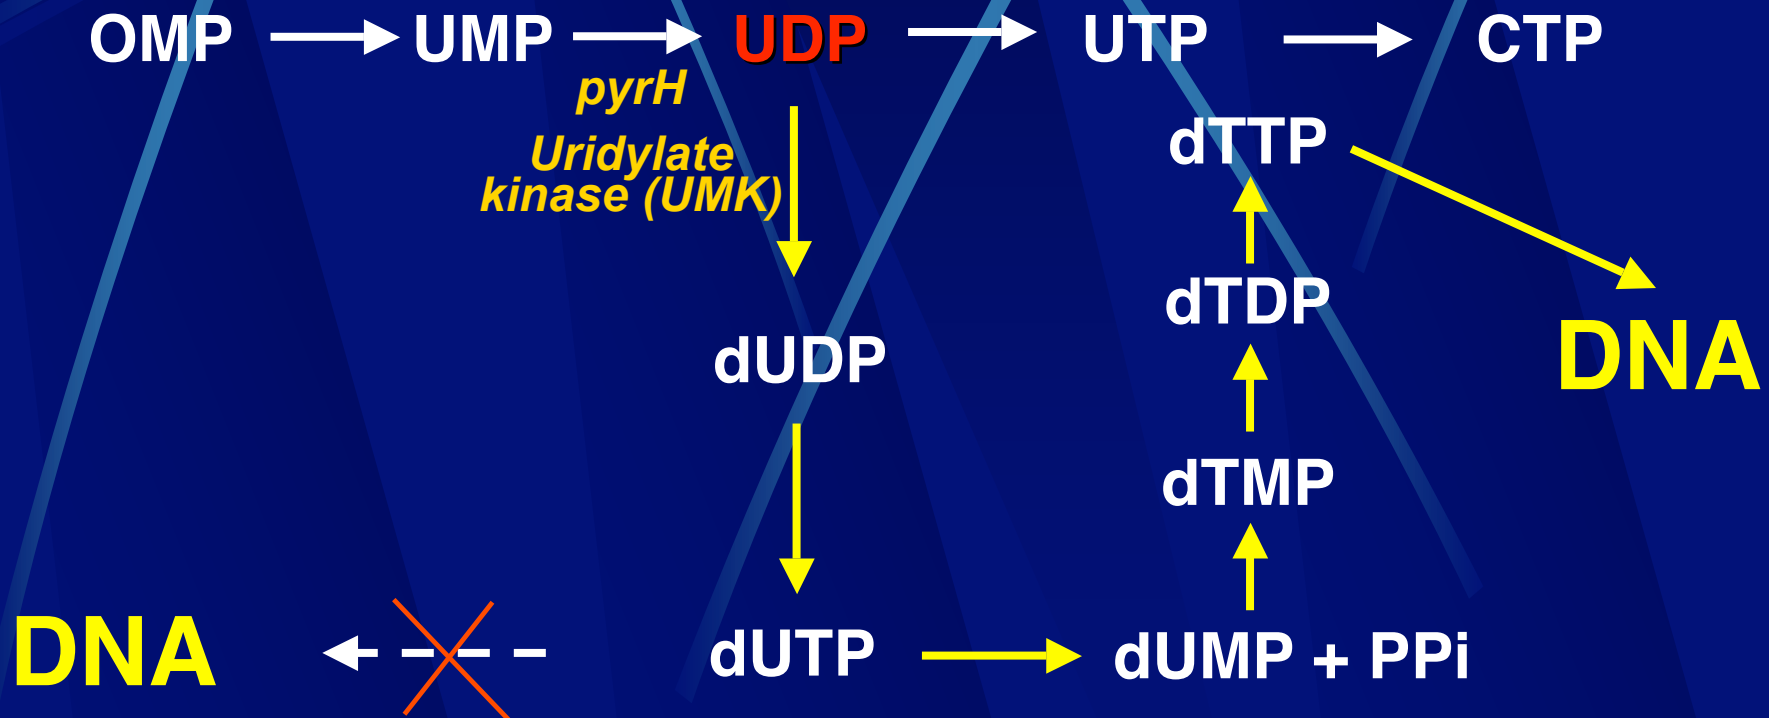 OMP UMP UDP UTP CTP
pyrH
Uridylate
kinase (UMK)
dTTP
dTDP
DNA
dUDP
dTMP
DNA
dUTP
dUMP + PPi